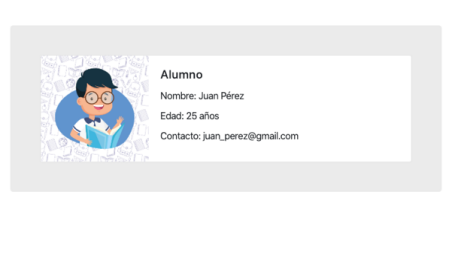 Alumno
Nombre: Juan Pérez
Edad: 25 años
Contacto: juan_perez@gmail.com